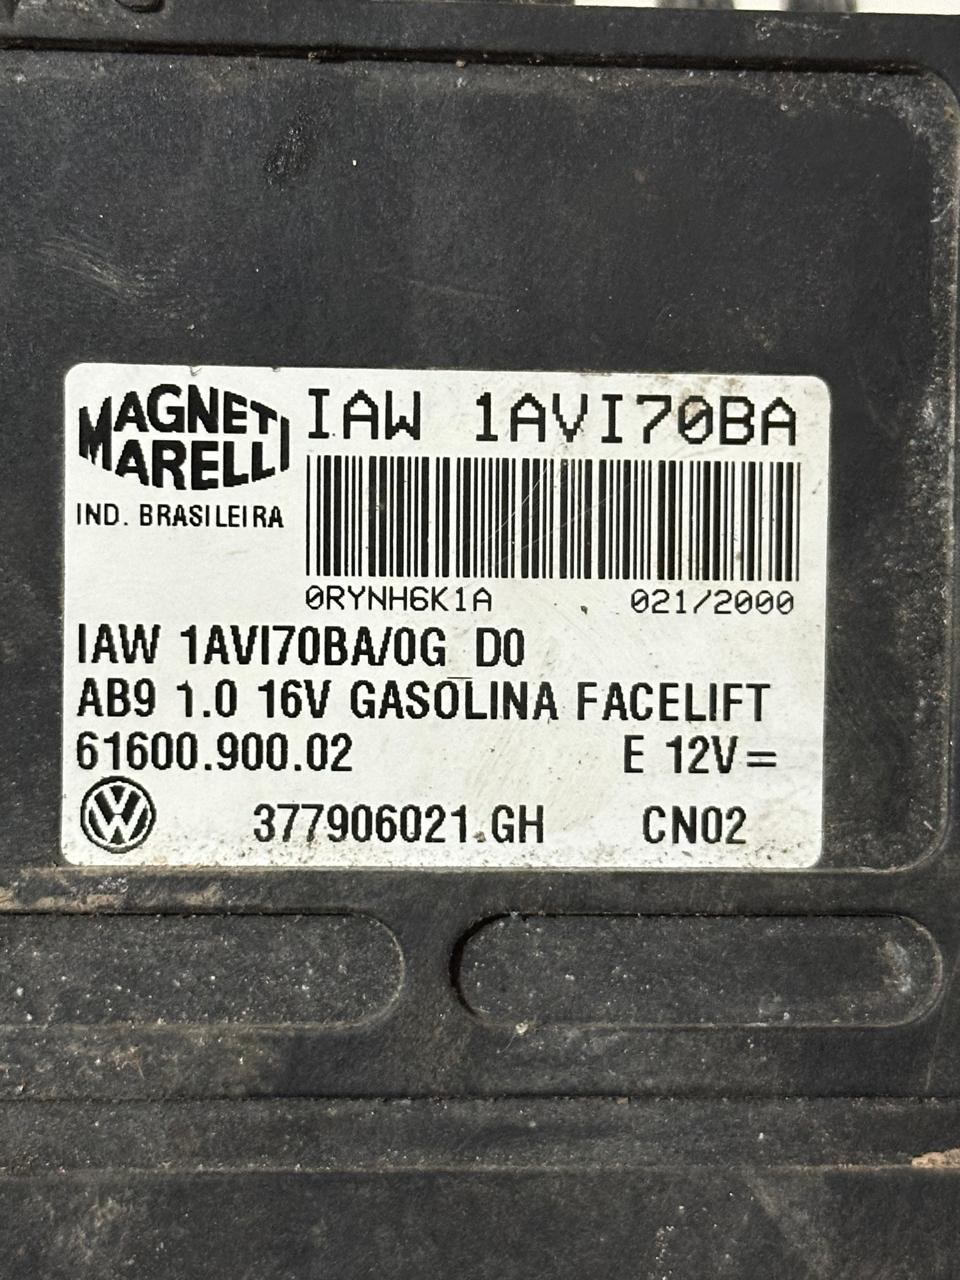 MAGNETI MARELLI
IND. BRASILEIRA
IAW 1AVI70BA
0RYNH6K1A 021/2000
IAW 1AVI70BA/0G D0
AB9 1.0 16V GASOLINA FACELIFT
61600.900.02 E 12V=
VW 377906021.GH CN02